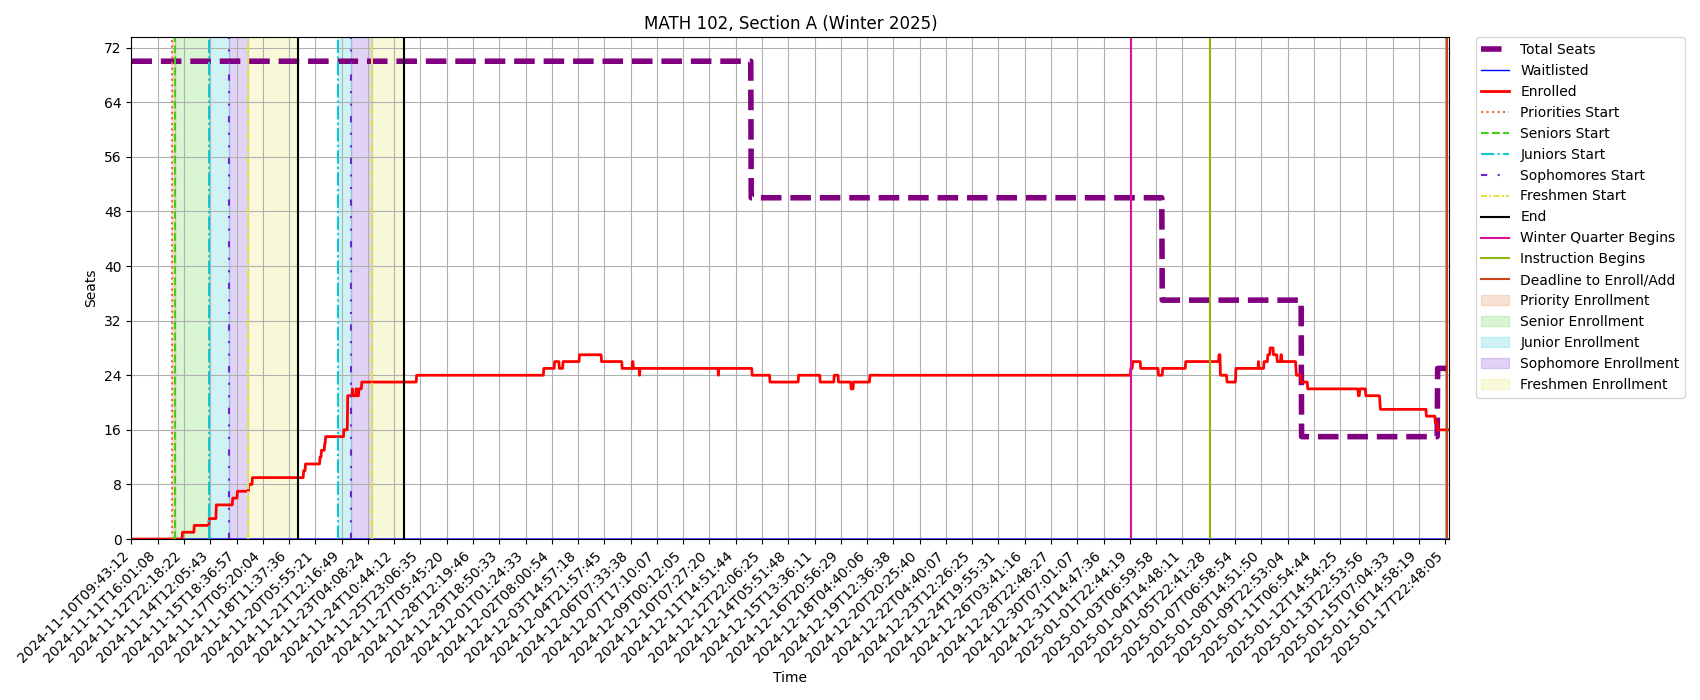 MATH 102, Section A (Winter 2025)
Seats
72
64
56
48
40
32
24
16
8
0
2024-11-10T09:43:12
2024-11-11T16:01:08
2024-11-12T22:18:22
2024-11-14T12:05:43
2024-11-15T18:36:57
2024-11-17T05:20:04
2024-11-18T11:37:36
2024-11-20T05:55:21
2024-11-21T12:16:49
2024-11-23T04:08:24
2024-11-24T10:44:12
2024-11-25T23:06:35
2024-11-27T05:45:20
2024-11-28T12:19:46
2024-11-29T18:50:33
2024-12-01T01:24:33
2024-12-02T08:00:54
2024-12-03T14:57:18
2024-12-04T21:57:45
2024-12-06T07:33:38
2024-12-07T17:10:07
2024-12-09T00:12:05
2024-12-10T07:27:20
2024-12-11T14:51:44
2024-12-12T22:06:25
2024-12-14T05:51:48
2024-12-15T13:36:11
2024-12-16T20:56:29
2024-12-18T04:40:06
2024-12-19T12:36:38
2024-12-20T20:25:40
2024-12-22T04:40:07
2024-12-23T12:26:25
2024-12-24T19:55:31
2024-12-26T03:41:16
2024-12-28T22:48:27
2024-12-30T07:01:07
2024-12-31T14:47:36
2025-01-01T22:44:19
2025-01-03T06:59:58
2025-01-04T14:48:11
2025-01-05T22:41:28
2025-01-07T06:58:54
2025-01-08T14:51:50
2025-01-09T22:53:04
2025-01-11T06:54:44
2025-01-12T14:54:25
2025-01-13T22:53:56
2025-01-15T07:04:33
2025-01-16T14:58:19
2025-01-17T22:48:05
Time
Total Seats
Waitlisted
Enrolled
Priorities Start
Seniors Start
Juniors Start
Sophomores Start
Freshmen Start
End
Winter Quarter Begins
Instruction Begins
Deadline to Enroll/Add
Priority Enrollment
Senior Enrollment
Junior Enrollment
Sophomore Enrollment
Freshmen Enrollment